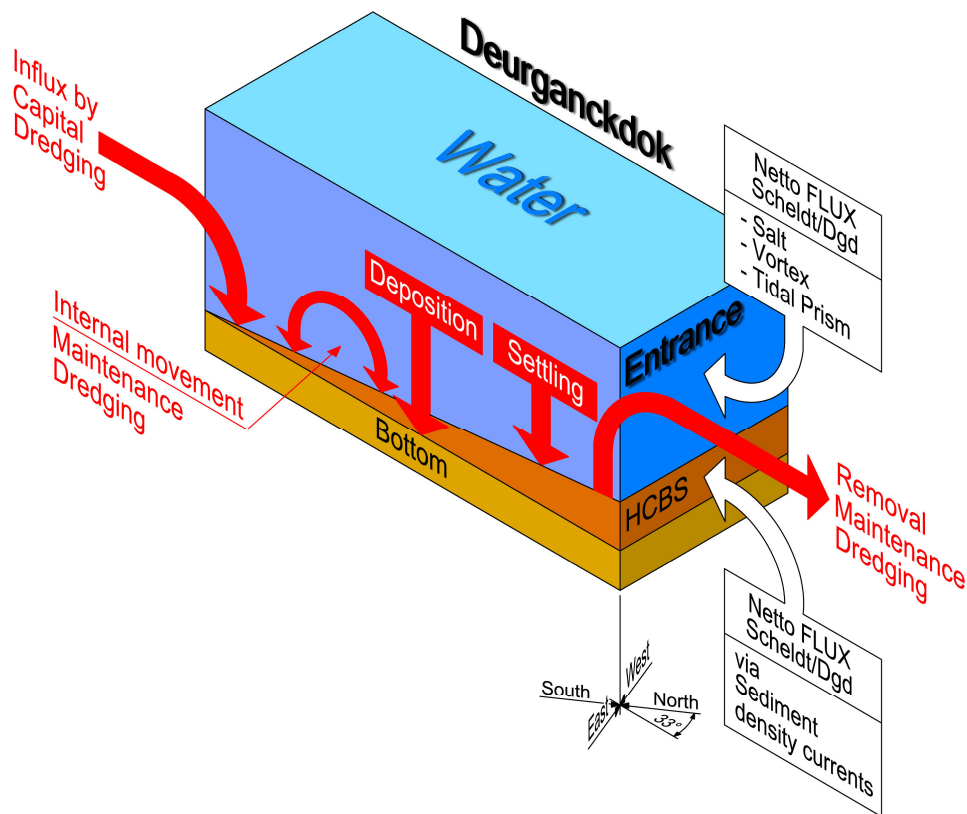 Deurganckdok
Influx by
Capital
Dredging
Water
Netto FLUX
Scheldt/Dgd
- Salt
- Vortex
- Tidal Prism
Deposition
Settling
Entrance
Internal movement
Maintenance
Dredging
Bottom
HCBS
Removal
Maintenance
Dredging
Netto FLUX
Scheldt/Dgd
via
Sediment
density currents
West
South
North
East
33°